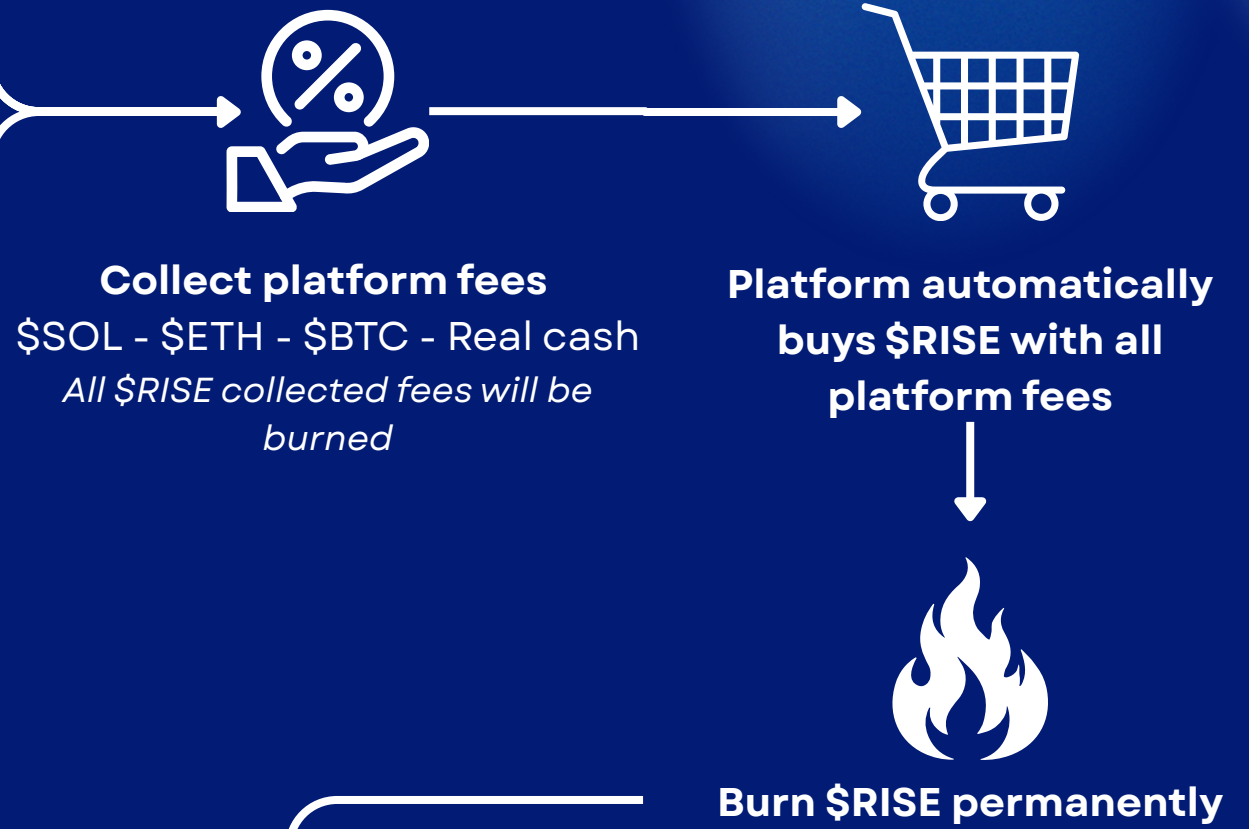 Collect platform fees
$SOL - $ETH - $BTC - Real cash
All $RISE collected fees will be
burned
Platform automatically
buys $RISE with all
platform fees
Burn $RISE permanently